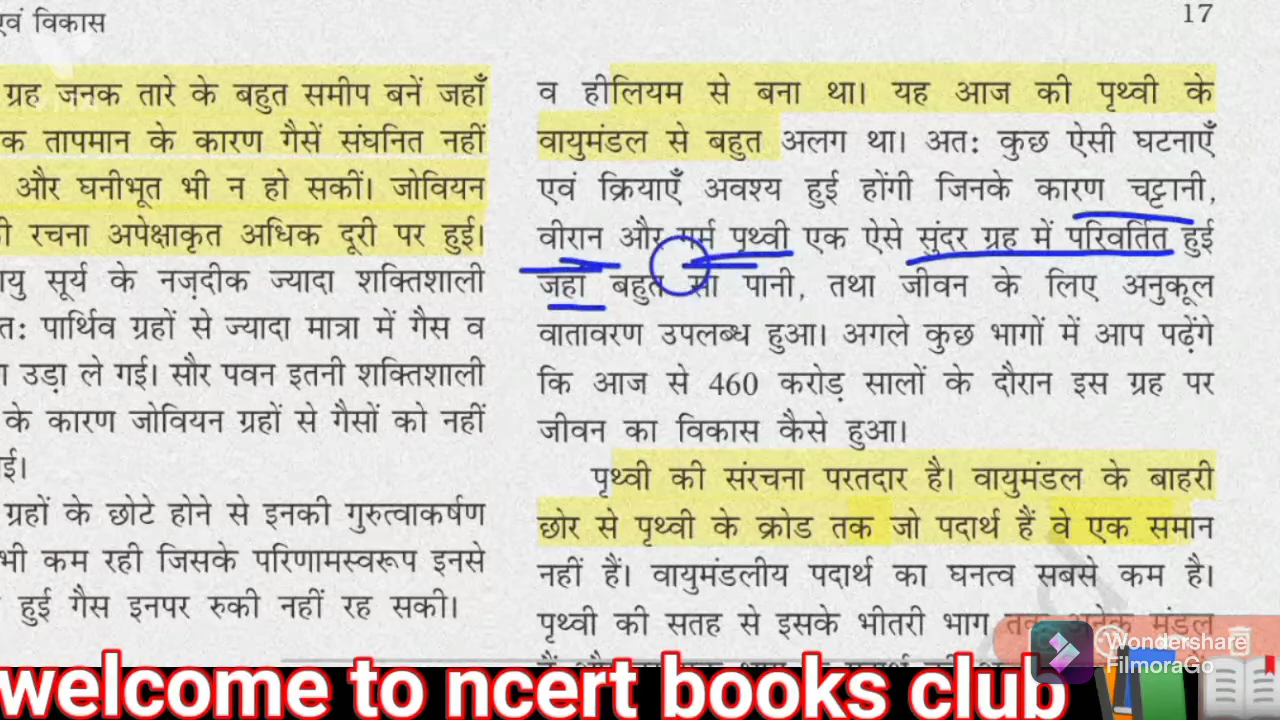 एवं विकास
17
ग्रह जनक तारे के बहुत समीप बनें जहाँ
क तापमान के कारण गैसें संघनित नहीं
और घनीभूत भी न हो सकीं। जोवियन
ी रचना अपेक्षाकृत अधिक दूरी पर हुई।
ायु सूर्य के नज़दीक ज्यादा शक्तिशाली
त: पार्थिव ग्रहों से ज्यादा मात्रा में गैस व
ा उड़ा ले गई। सौर पवन इतनी शक्तिशाली
के कारण जोवियन ग्रहों से गैसों को नहीं
ाई।
ग्रहों के छोटे होने से इनकी गुरुत्वाकर्षण
भी कम रही जिसके परिणामस्वरूप इनसे
हुई गैस इनपर रुकी नहीं रह सकी।
व हीलियम से बना था। यह आज की पृथ्वी के
वायुमंडल से बहुत अलग था। अत: कुछ ऐसी घटनाएँ
एवं क्रियाएँ अवश्य हुई होंगी जिनके कारण चट्टानी,
वीरान और गर्म पृथ्वी एक ऐसे सुंदर ग्रह में परिवर्तित हुई
जहाँ बहुत सा पानी, तथा जीवन के लिए अनुकूल
वातावरण उपलब्ध हुआ। अगले कुछ भागों में आप पढ़ेंगे
कि आज से 460 करोड़ सालों के दौरान इस ग्रह पर
जीवन का विकास कैसे हुआ।
पृथ्वी की संरचना परतदार है। वायुमंडल के बाहरी
छोर से पृथ्वी के क्रोड तक जो पदार्थ हैं वे एक समान
नहीं हैं। वायुमंडलीय पदार्थ का घनत्व सबसे कम है।
पृथ्वी की सतह से इसके भीतरी भाग तक अनेक मंडल
Wondershare
FilmoraGo
welcome to ncert books club